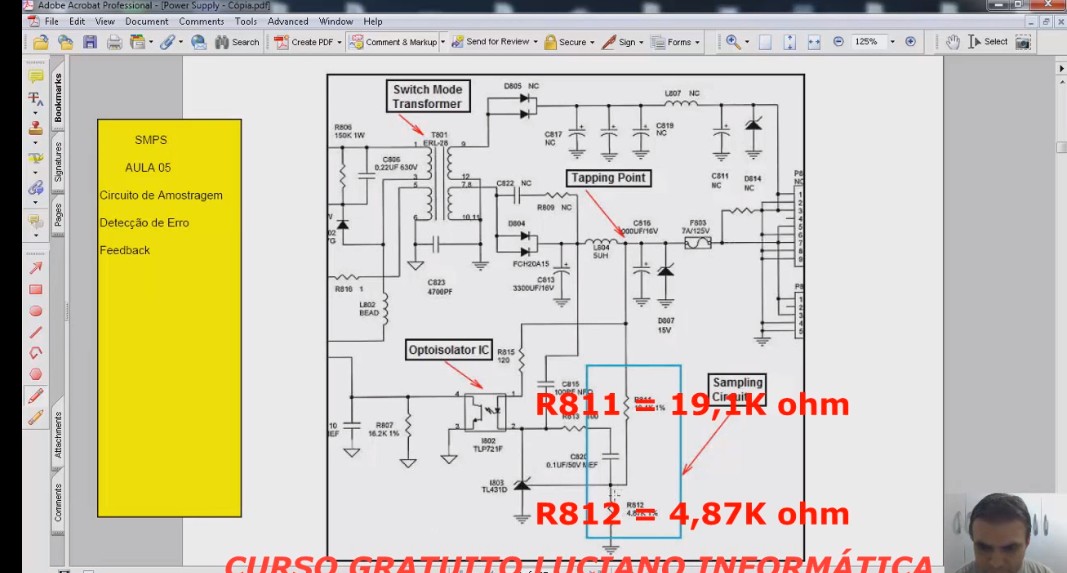 Adobe Acrobat Professional - [Power Supply - Cópia.pdf]
File Edit View Document Comments Tools Advanced Window Help
Search Create PDF Comment & Markup Send for Review Secure Sign Forms 125% Select
Bookmarks
Signatures
Pages
Attachments
Comments
SMPS
AULA 05
Circuito de Amostragem
Detecção de Erro
Feedback
Switch Mode
Transformer
D805 NC
L807 NC
R806
150K 1W
T801
ERL-28
C806
0.22UF 630V
C817
NC
C819
NC
C811
NC
D814
NC
Tapping Point
C822 NC
R809 NC
D804
FCH20A15
C813
3300UF/16V
L804
5UH
C816
F803
7A/125V
C823
4700PF
R816 1
L802
BEAD
D807
15V
Optoisolator IC
R815
120
C815
Sampling
R811 = 19,1K ohm
R807
16.2K 1%
I802
TLP721F
C820
0.1UF/50V MEF
I803
TL431D
R812
R812 = 4,87K ohm
CURSO GRATUITO LUCIANO INFORMÁTICA